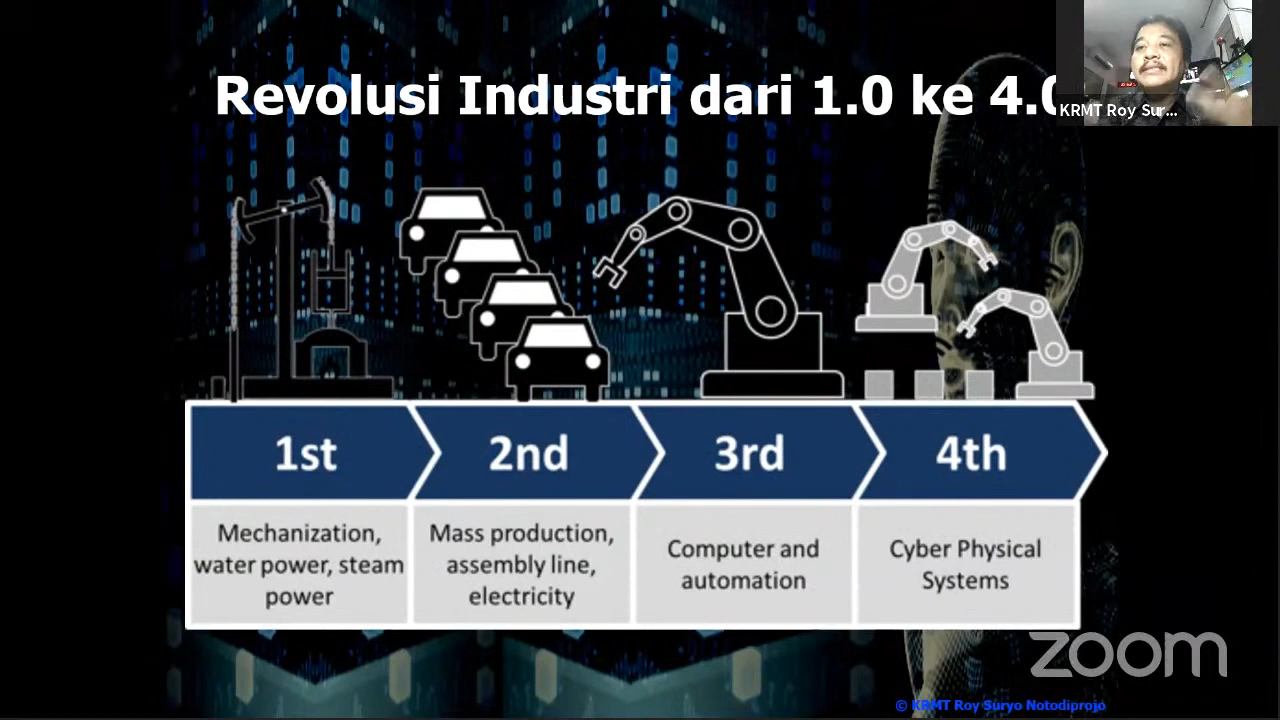 Revolusi Industri dari 1.0 ke 4.0
KRMT Roy Sur...
1st
2nd
3rd
4th
Mechanization,
water power, steam
power
Mass production,
assembly line,
electricity
Computer and
automation
Cyber Physical
Systems
zoom
© KRMT Roy Suryo Notodiprojo